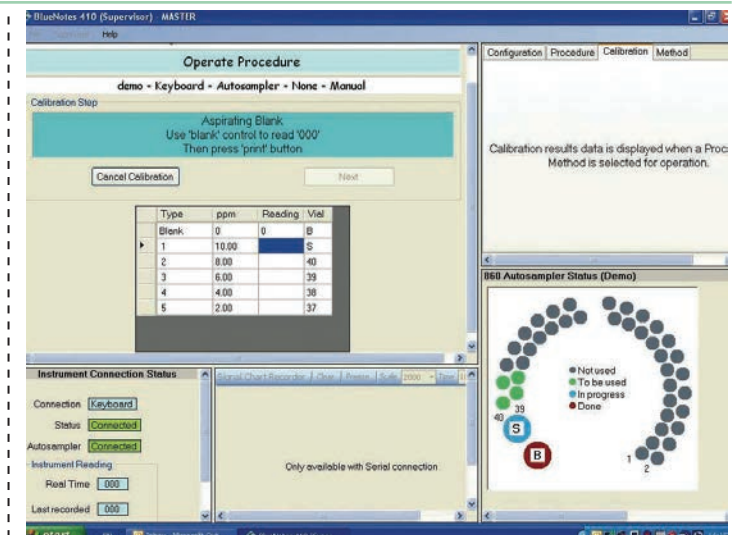 BlueNotes 410 (Supervisor) - MASTER
Help
Operate Procedure
demo - Keyboard - Autosampler - None - Manual
Calibration Step
Aspirating Blank
Use 'blank' control to read '000'
Then press 'print' button
Cancel Calibration
Next
Type ppm Reading Vial
Blank 0 0 B
1 10.00 S
2 8.00 40
3 6.00 39
4 4.00 38
5 2.00 37
Instrument Connection Status
Connection Keyboard
Status Connected
Autosampler Connected
Instrument Reading
Real Time 000
Last recorded 000
Signal Chart Recorder Clear Freeze Scale 2000 Time
Only available with Serial connection
Configuration Procedure Calibration Method
Calibration results data is displayed when a Proc
Method is selected for operation.
860 Autosampler Status (Demo)
Not used
To be used
In progress
Done
40 39
S
B
1 2